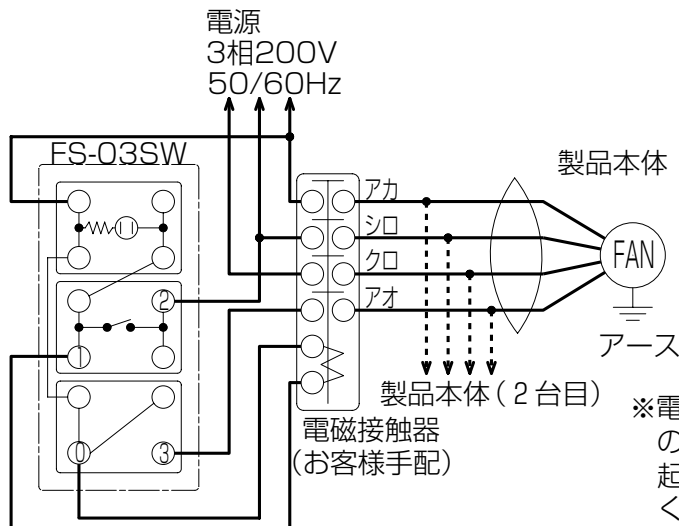 電源
3相200V
50/60Hz
FS-03SW
製品本体
アカ
シロ
クロ
アオ
FAN
アース
2
1
0
3
製品本体(2台目)
電磁接触器
(お客様手配)
※電
の
起
く